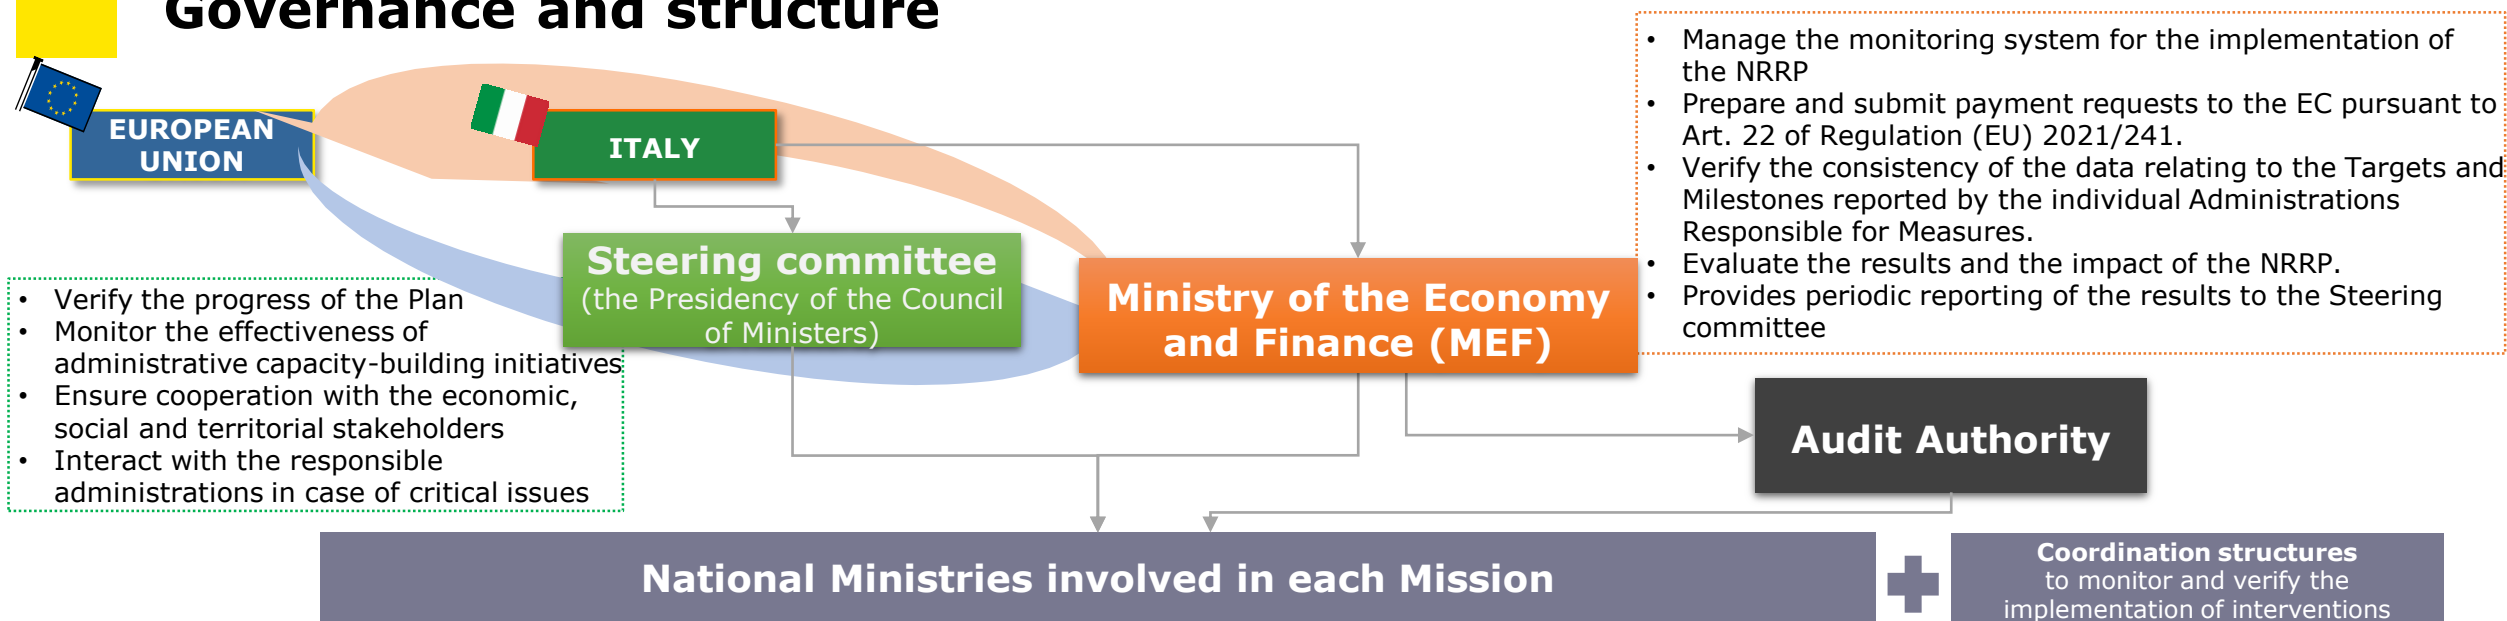 Governance and structure
EUROPEAN
UNION
ITALY
• Manage the monitoring system for the implementation of
the NRRP
• Prepare and submit payment requests to the EC pursuant to
Art. 22 of Regulation (EU) 2021/241.
• Verify the consistency of the data relating to the Targets and
Milestones reported by the individual Administrations
Responsible for Measures.
• Evaluate the results and the impact of the NRRP.
• Provides periodic reporting of the results to the Steering
committee
Steering committee
(the Presidency of the Council
of Ministers)
Ministry of the Economy
and Finance (MEF)
• Verify the progress of the Plan
• Monitor the effectiveness of
administrative capacity-building initiatives
• Ensure cooperation with the economic,
social and territorial stakeholders
• Interact with the responsible
administrations in case of critical issues
Audit Authority
National Ministries involved in each Mission
Coordination structures
to monitor and verify the
implementation of interventions